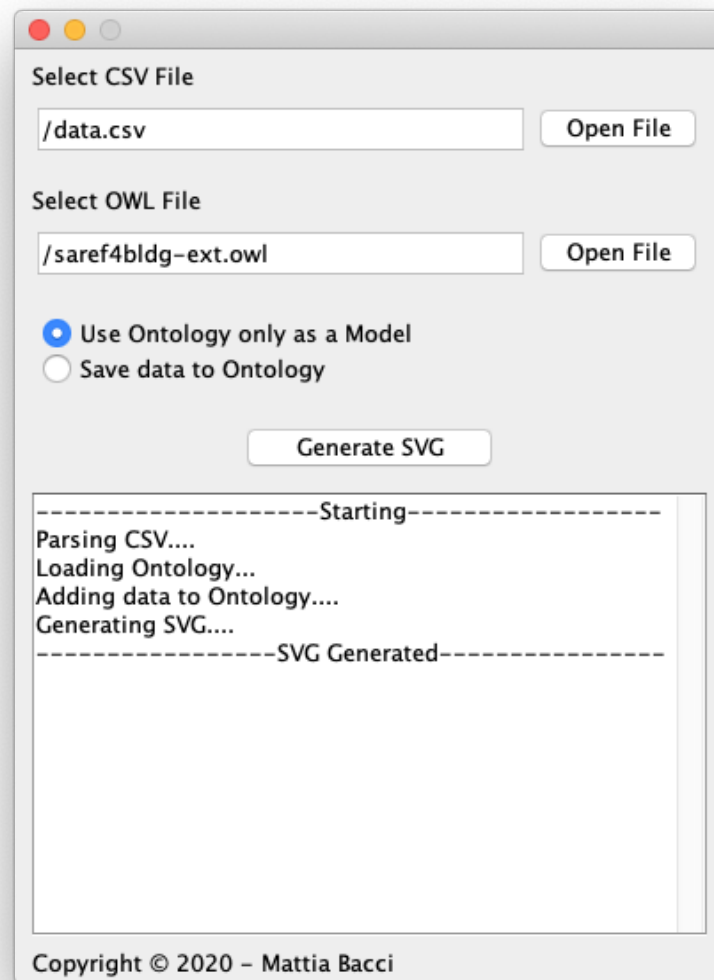 Select CSV File
/data.csv
Open File
Select OWL File
/saref4bldg-ext.owl
Open File
Use Ontology only as a Model
Save data to Ontology
Generate SVG
--------------------Starting------------------
Parsing CSV....
Loading Ontology...
Adding data to Ontology....
Generating SVG....
-----------------SVG Generated----------------
Copyright © 2020 - Mattia Bacci